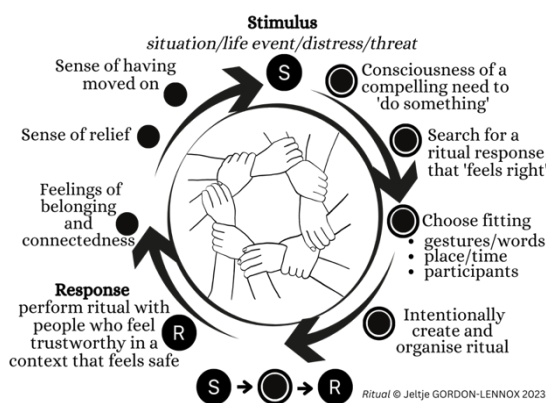 Stimulus
situation/life event/distress/threat
S
Consciousness of a
compelling need to
'do something'
Search for a
ritual response
that 'feels right'
Choose fitting
• gestures/words
• place/time
• participants
Intentionally
create and
organise ritual
Response
perform ritual with
people who feel
trustworthy in a
context that feels safe
R
Feelings of
belonging
and
connectedness
Sense of relief
Sense of having
moved on
S → → R
Ritual © Jeltje GORDON-LENNOX 2023